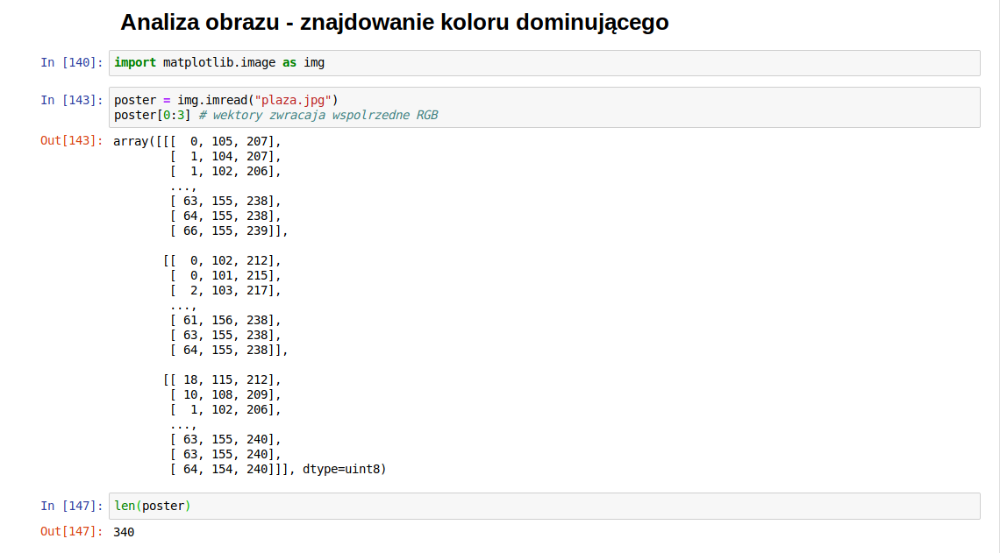 Analiza obrazu - znajdowanie koloru dominującego
In [140]: import matplotlib.image as img
In [143]: poster = img.imread("plaza.jpg")
poster[0:3] # wektory zwracaja wspolrzedne RGB
Out[143]: array([[[  0, 105, 207],
        [  1, 104, 207],
        [  1, 102, 206],
        ...,
        [ 63, 155, 238],
        [ 64, 155, 238],
        [ 66, 155, 239]],

       [[  0, 102, 212],
        [  0, 101, 215],
        [  2, 103, 217],
        ...,
        [ 61, 156, 238],
        [ 63, 155, 238],
        [ 64, 155, 238]],

       [[ 18, 115, 212],
        [ 10, 108, 209],
        [  1, 102, 206],
        ...,
        [ 63, 155, 240],
        [ 63, 155, 240],
        [ 64, 154, 240]]], dtype=uint8)
In [147]: len(poster)
Out[147]: 340